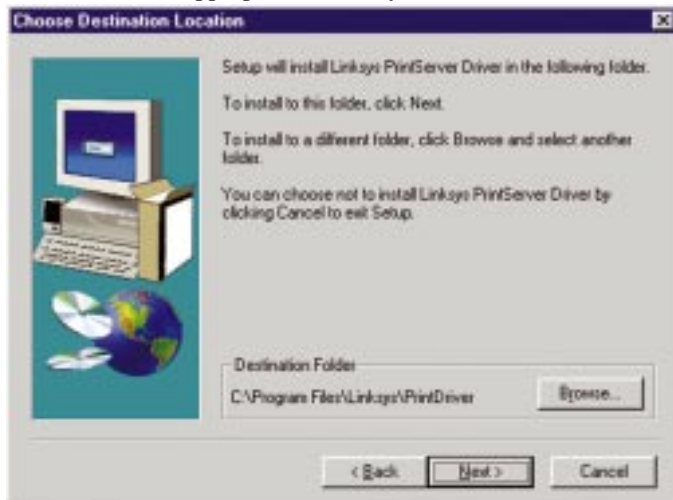 Choose Destination Location
Setup will install Linksys PrintServer Driver in the following folder.
To install to this folder, click Next.
To install to a different folder, click Browse and select another
folder.
You can choose not to install Linksys PrintServer Driver by
clicking Cancel to exit Setup.
Destination Folder
C:\Program Files\Linksys\PrintDriver
Browse...
< Back
Next >
Cancel